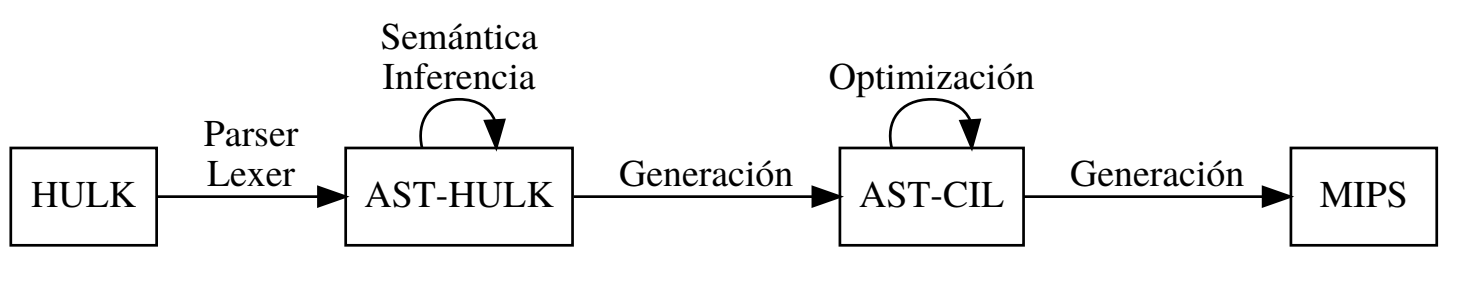 Semántica
Inferencia
Optimización
Parser
Lexer
Generación
Generación
HULK
AST-HULK
AST-CIL
MIPS